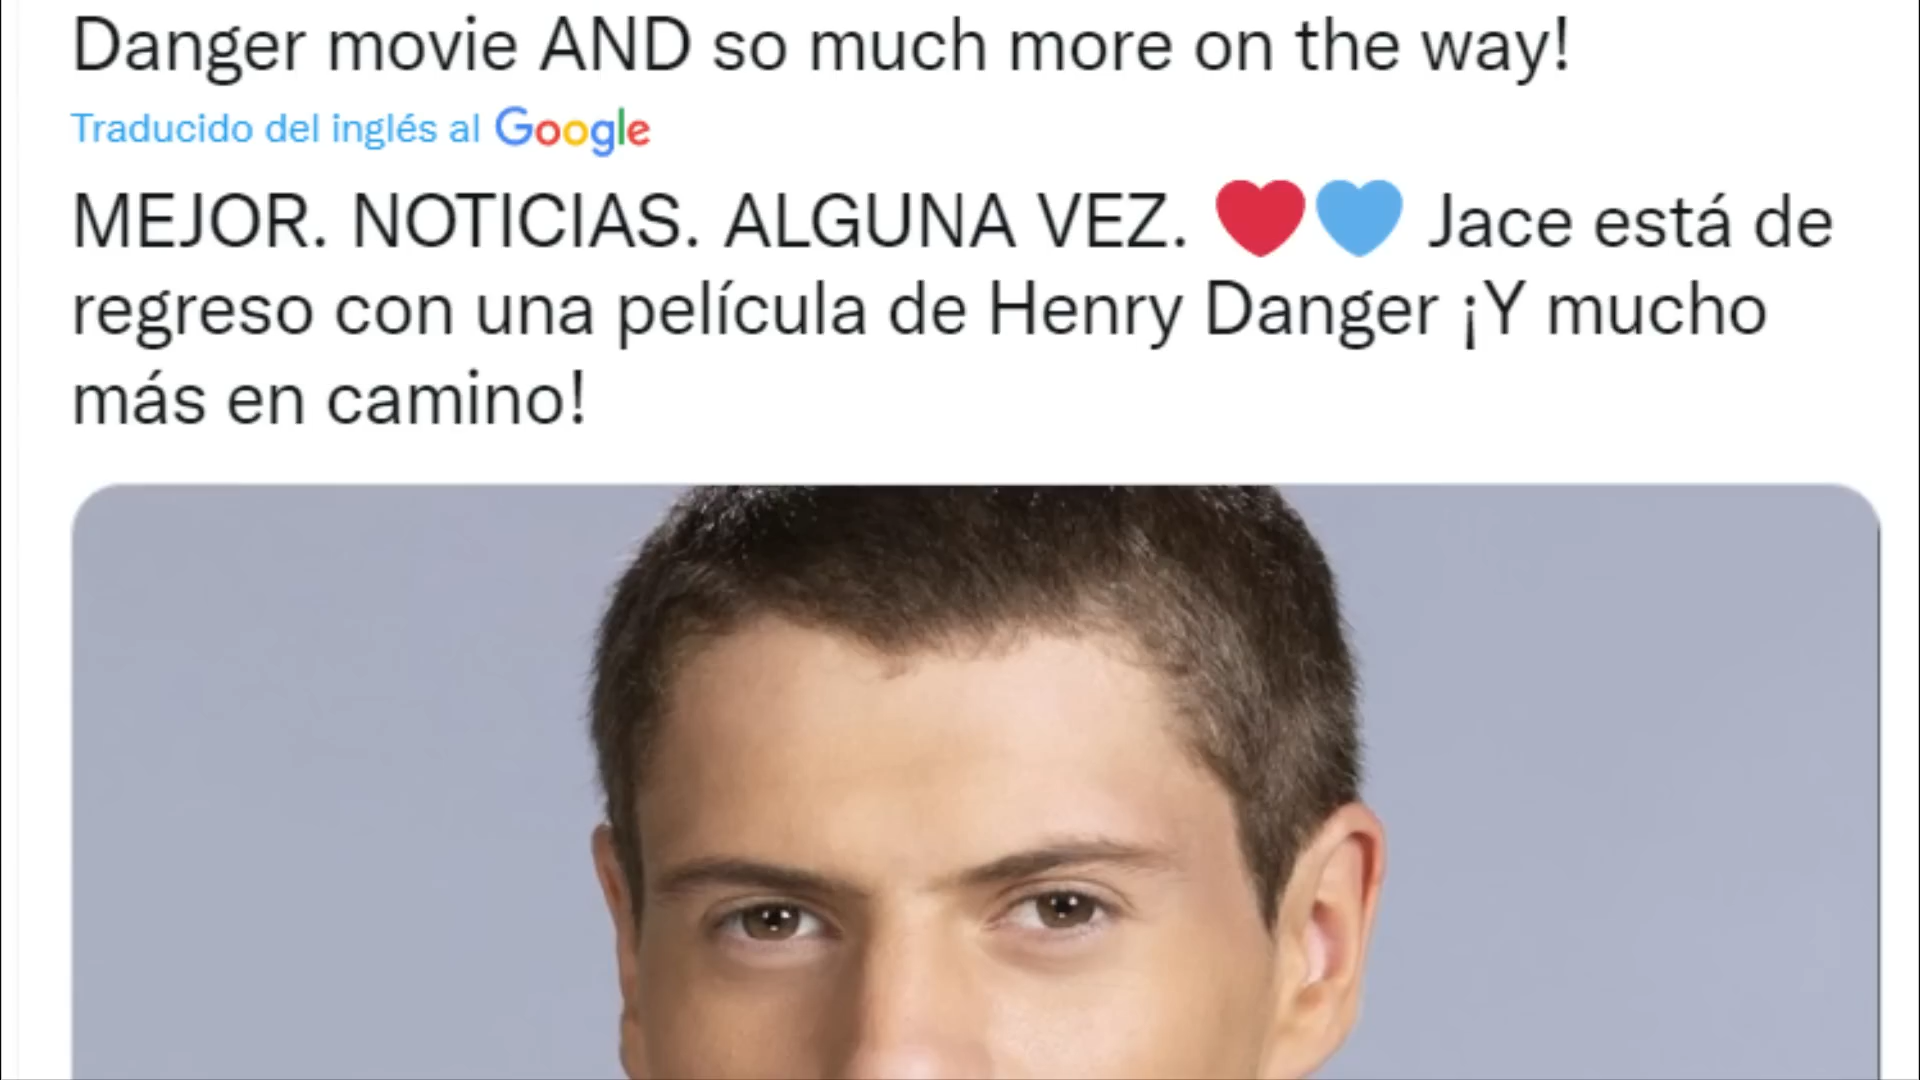 Danger movie AND so much more on the way!
Traducido del inglés al Google
MEJOR. NOTICIAS. ALGUNA VEZ. ❤️💙 Jace está de
regreso con una película de Henry Danger ¡Y mucho
más en camino!